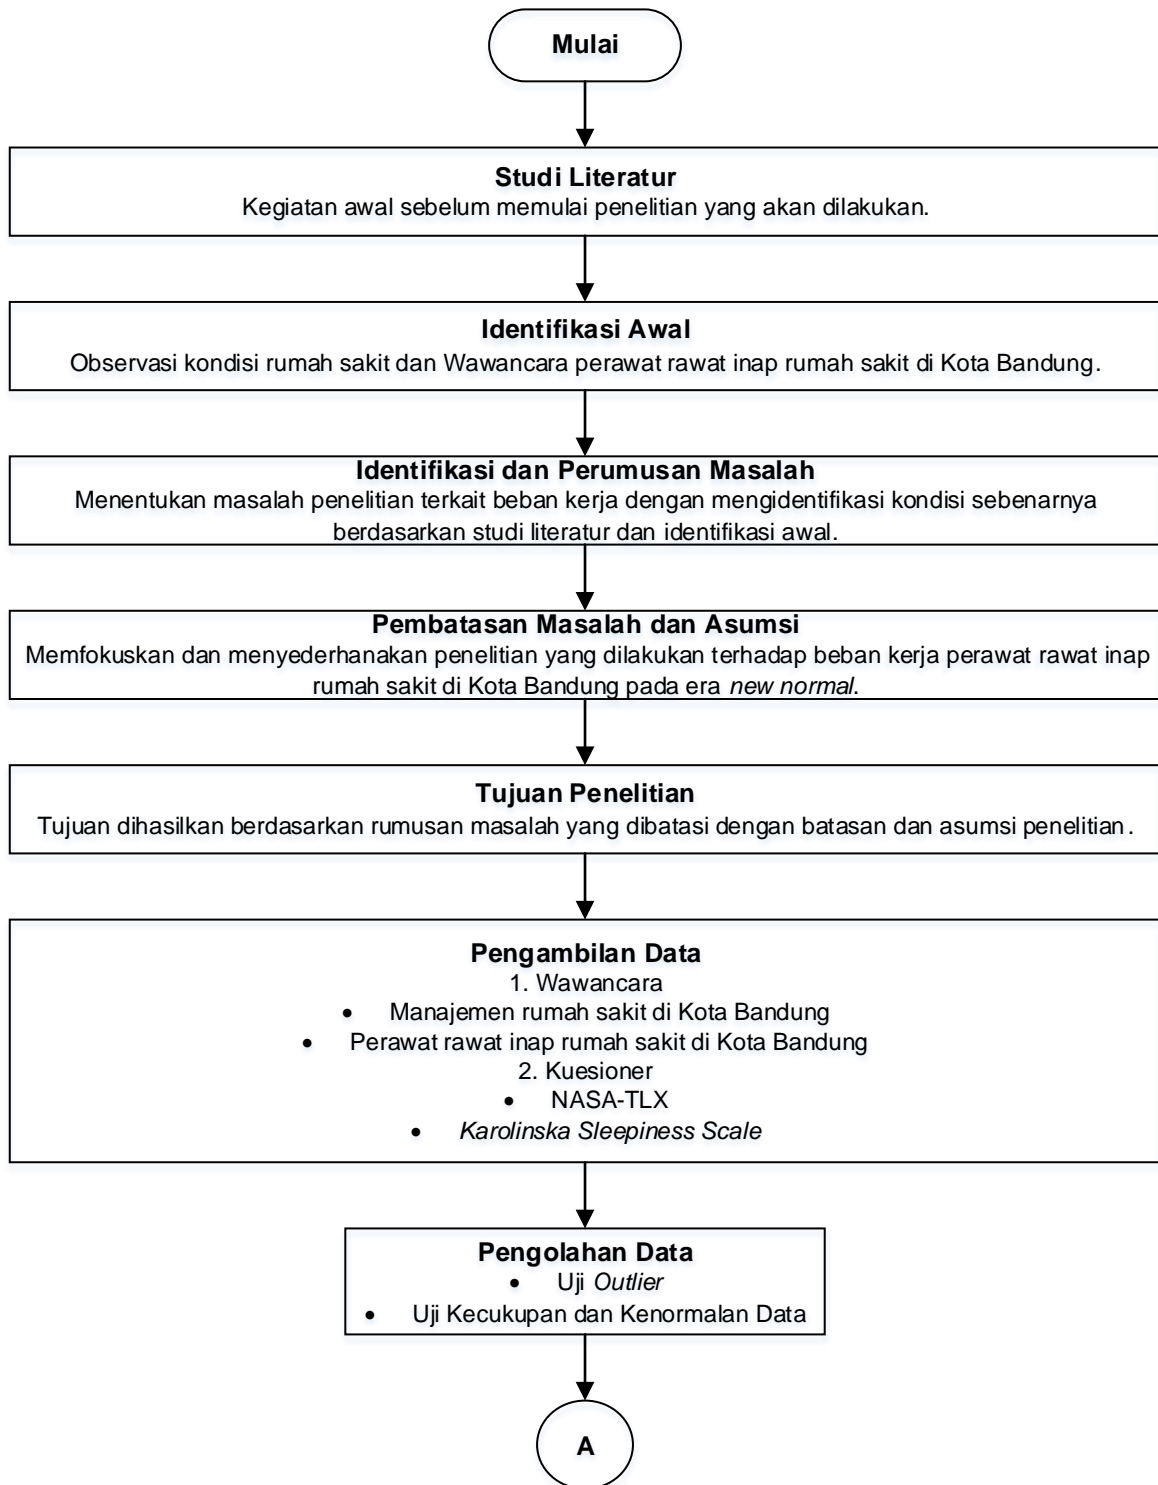 Mulai
Studi Literatur
Kegiatan awal sebelum memulai penelitian yang akan dilakukan.
Identifikasi Awal
Observasi kondisi rumah sakit dan Wawancara perawat rawat inap rumah sakit di Kota Bandung.
Identifikasi dan Perumusan Masalah
Menentukan masalah penelitian terkait beban kerja dengan mengidentifikasi kondisi sebenarnya
berdasarkan studi literatur dan identifikasi awal.
Pembatasan Masalah dan Asumsi
Memfokuskan dan menyederhanakan penelitian yang dilakukan terhadap beban kerja perawat rawat inap
rumah sakit di Kota Bandung pada era new normal.
Tujuan Penelitian
Tujuan dihasilkan berdasarkan rumusan masalah yang dibatasi dengan batasan dan asumsi penelitian.
Pengambilan Data
1. Wawancara
• Manajemen rumah sakit di Kota Bandung
• Perawat rawat inap rumah sakit di Kota Bandung
2. Kuesioner
• NASA-TLX
• Karolinska Sleepiness Scale
Pengolahan Data
• Uji Outlier
• Uji Kecukupan dan Kenormalan Data
A